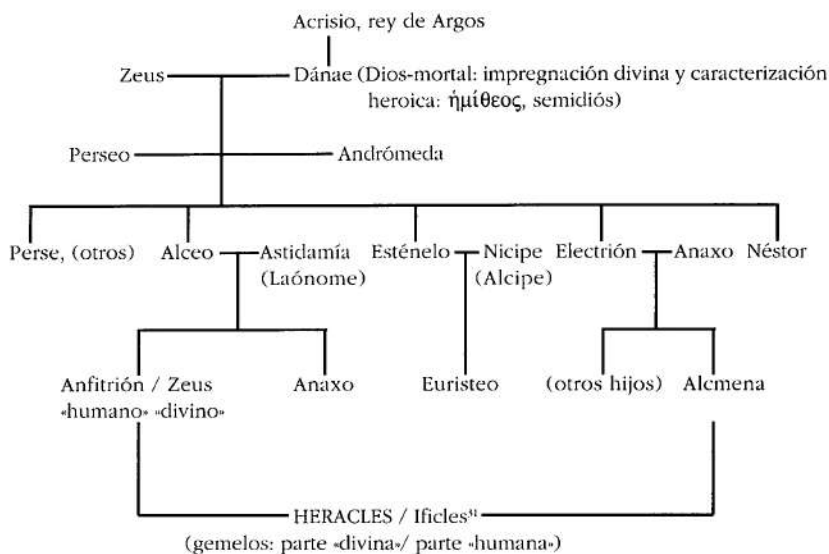 Acrisio, rey de Argos
Zeus Dánae (Dios-mortal: impregnación divina y caracterización
heroica: ἡμίθεος, semidiós)
Perseo Andrómeda
Perse, (otros) Alceo Astidamía Esténelo Nicipe Electrión Anaxo Néstor
(Laónome) (Alcipe)
Anfitrión / Zeus Anaxo Euristeo (otros hijos) Alcmena
«humano» «divino»
HERACLES / Ificles³¹
(gemelos: parte «divina»/ parte «humana»)